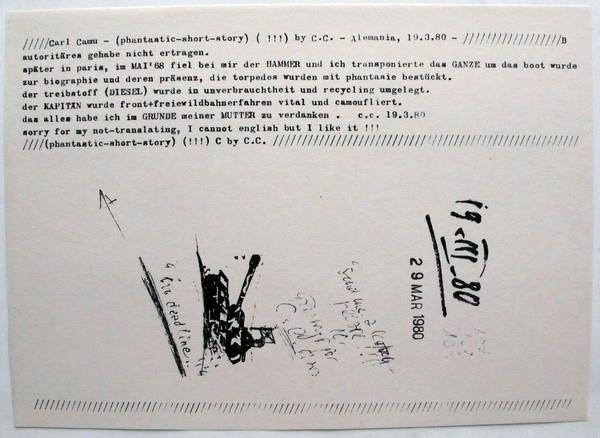 /////Carl Camu - (phantastic-short-story) ( !!!) by C.C. - Alemania, 19.3.80 - /////////////////B
autoritäres gehabe nicht ertragen.
später in paris, im MAI'68 fiel bei mir der HAMMER und ich transponierte das GANZE um das boot wurde
zur biographie und deren präsenz, die torpedos wurden mit phantasie bestückt.
der treibstoff (DIESEL) wurde in unverbrauchtheit und recycling umgelegt.
der KAPITÄN wurde front+freiewildbahnerfahren vital und camoufliert.
das alles habe ich im GRUNDE meiner MUTTER zu verdanken . c.c. 19.3.80
sorry for my not-translating, I cannot english but I like it !!!
////(phantastic-short-story) (!!!) C by C.C. ////////////////////////////////////////////////
19 - III - 80
29 MAR 1980
deadline
////////////////////////////////////////////////////////////////////////////////